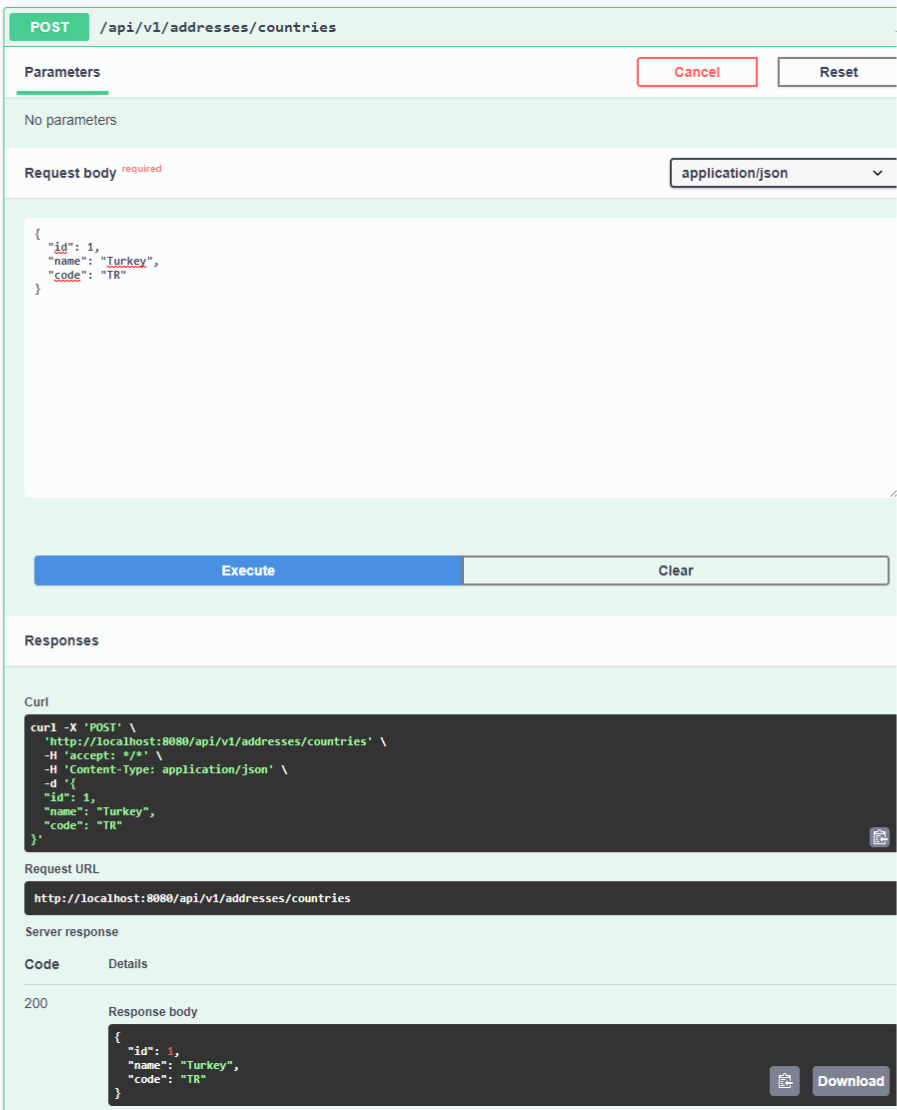 POST /api/v1/addresses/countries
Parameters Cancel Reset
No parameters
Request body required application/json
{
  "id": 1,
  "name": "Turkey",
  "code": "TR"
}
Execute Clear
Responses
Curl
curl -X 'POST' \
  'http://localhost:8080/api/v1/addresses/countries' \
  -H 'accept: */*' \
  -H 'Content-Type: application/json' \
  -d '{
  "id": 1,
  "name": "Turkey",
  "code": "TR"
}'
Request URL
http://localhost:8080/api/v1/addresses/countries
Server response
Code Details
200
Response body
{
  "id": 1,
  "name": "Turkey",
  "code": "TR"
}
Download